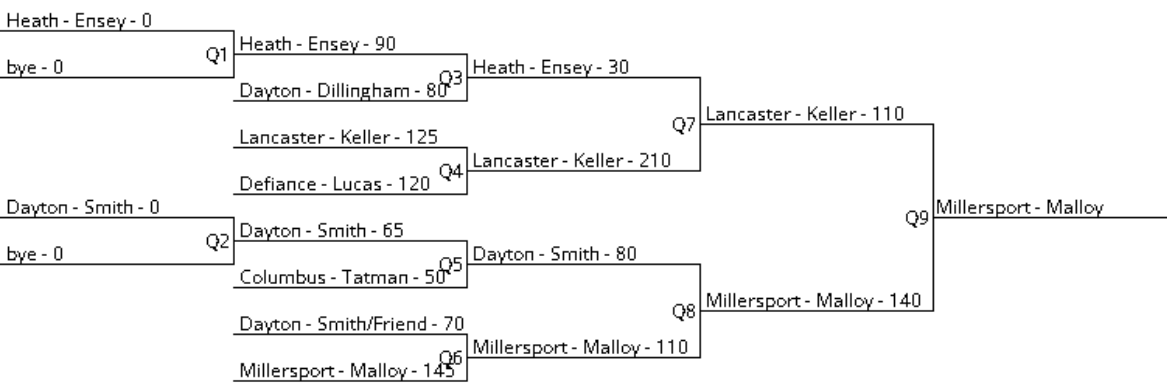 Heath - Ensey - 0
Q1
bye - 0
Heath - Ensey - 90
Q3
Dayton - Dillingham - 80
Heath - Ensey - 30
Q7
Lancaster - Keller - 125
Q4
Defiance - Lucas - 120
Lancaster - Keller - 210
Lancaster - Keller - 110
Q9
Millersport - Malloy
Dayton - Smith - 0
Q2
bye - 0
Dayton - Smith - 65
Q5
Columbus - Tatman - 50
Dayton - Smith - 80
Q8
Dayton - Smith/Friend - 70
Q6
Millersport - Malloy - 145
Millersport - Malloy - 110
Millersport - Malloy - 140